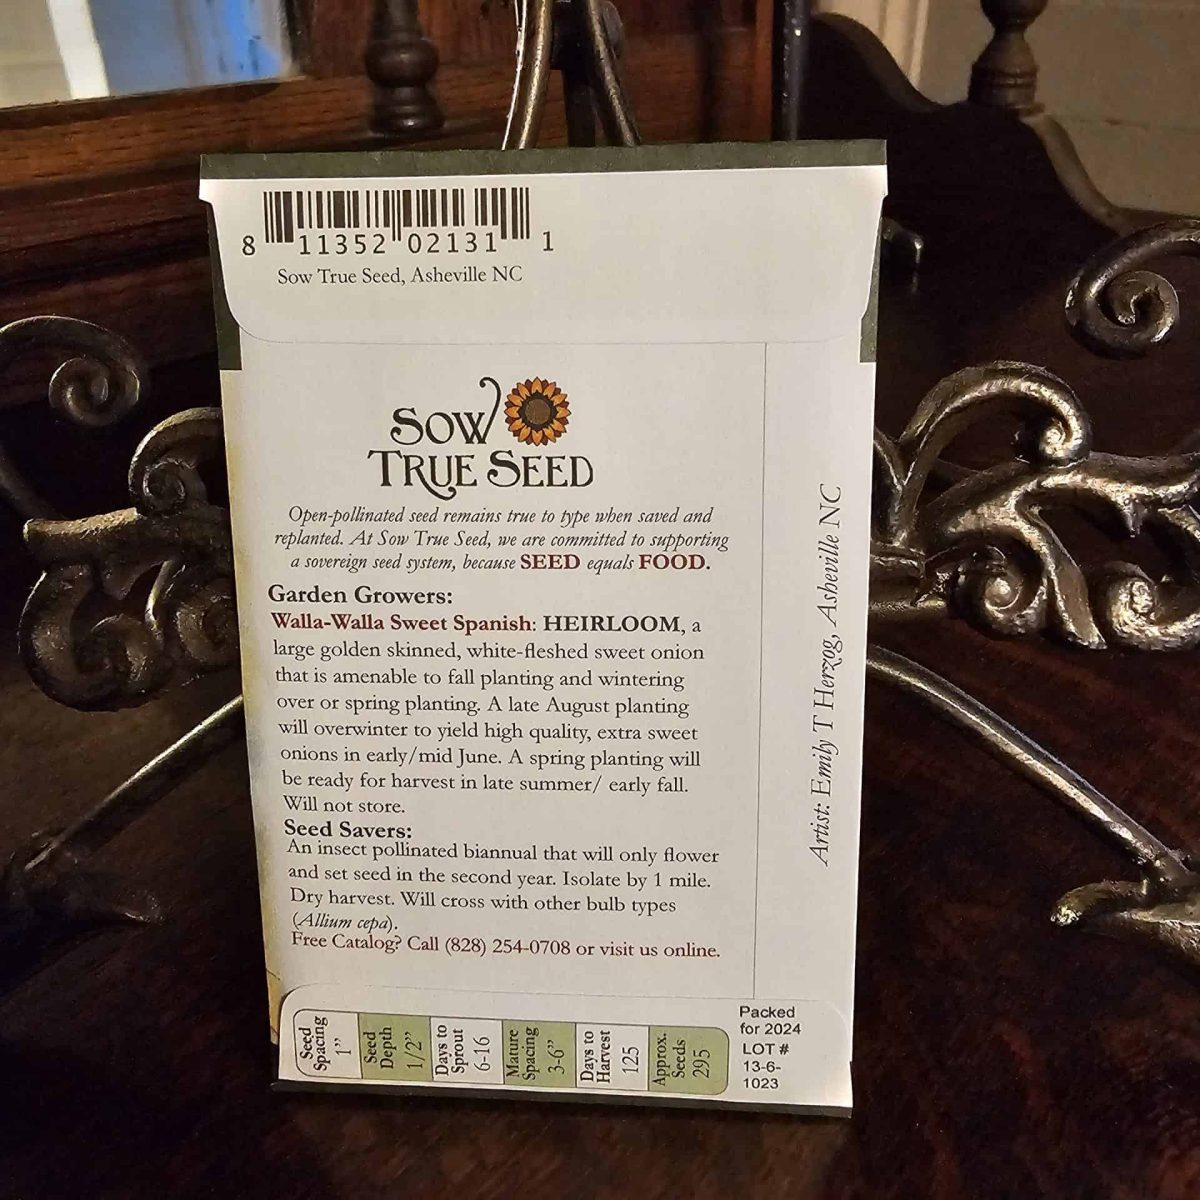 8 11352 02131 1
Sow True Seed, Asheville NC
SOW
TRUE SEED
Open-pollinated seed remains true to type when saved and
replanted. At Sow True Seed, we are committed to supporting
a sovereign seed system, because SEED equals FOOD.
Garden Growers:
Walla-Walla Sweet Spanish: HEIRLOOM, a
large golden skinned, white-fleshed sweet onion
that is amenable to fall planting and wintering
over or spring planting. A late August planting
will overwinter to yield high quality, extra sweet
onions in early/mid June. A spring planting will
be ready for harvest in late summer/ early fall.
Will not store.
Seed Savers:
An insect pollinated biannual that will only flower
and set seed in the second year. Isolate by 1 mile.
Dry harvest. Will cross with other bulb types
(Allium cepa).
Free Catalog? Call (828) 254-0708 or visit us online.
Artist: Emily T Herzog, Asheville NC
Seed
Spacing
1”
Seed
Depth
1/2”
Days to
Sprout
6-16
Mature
Spacing
3-6”
Days to
Harvest
125
Approx.
Seeds
295
Packed
for 2024
LOT #
13-6-
1023